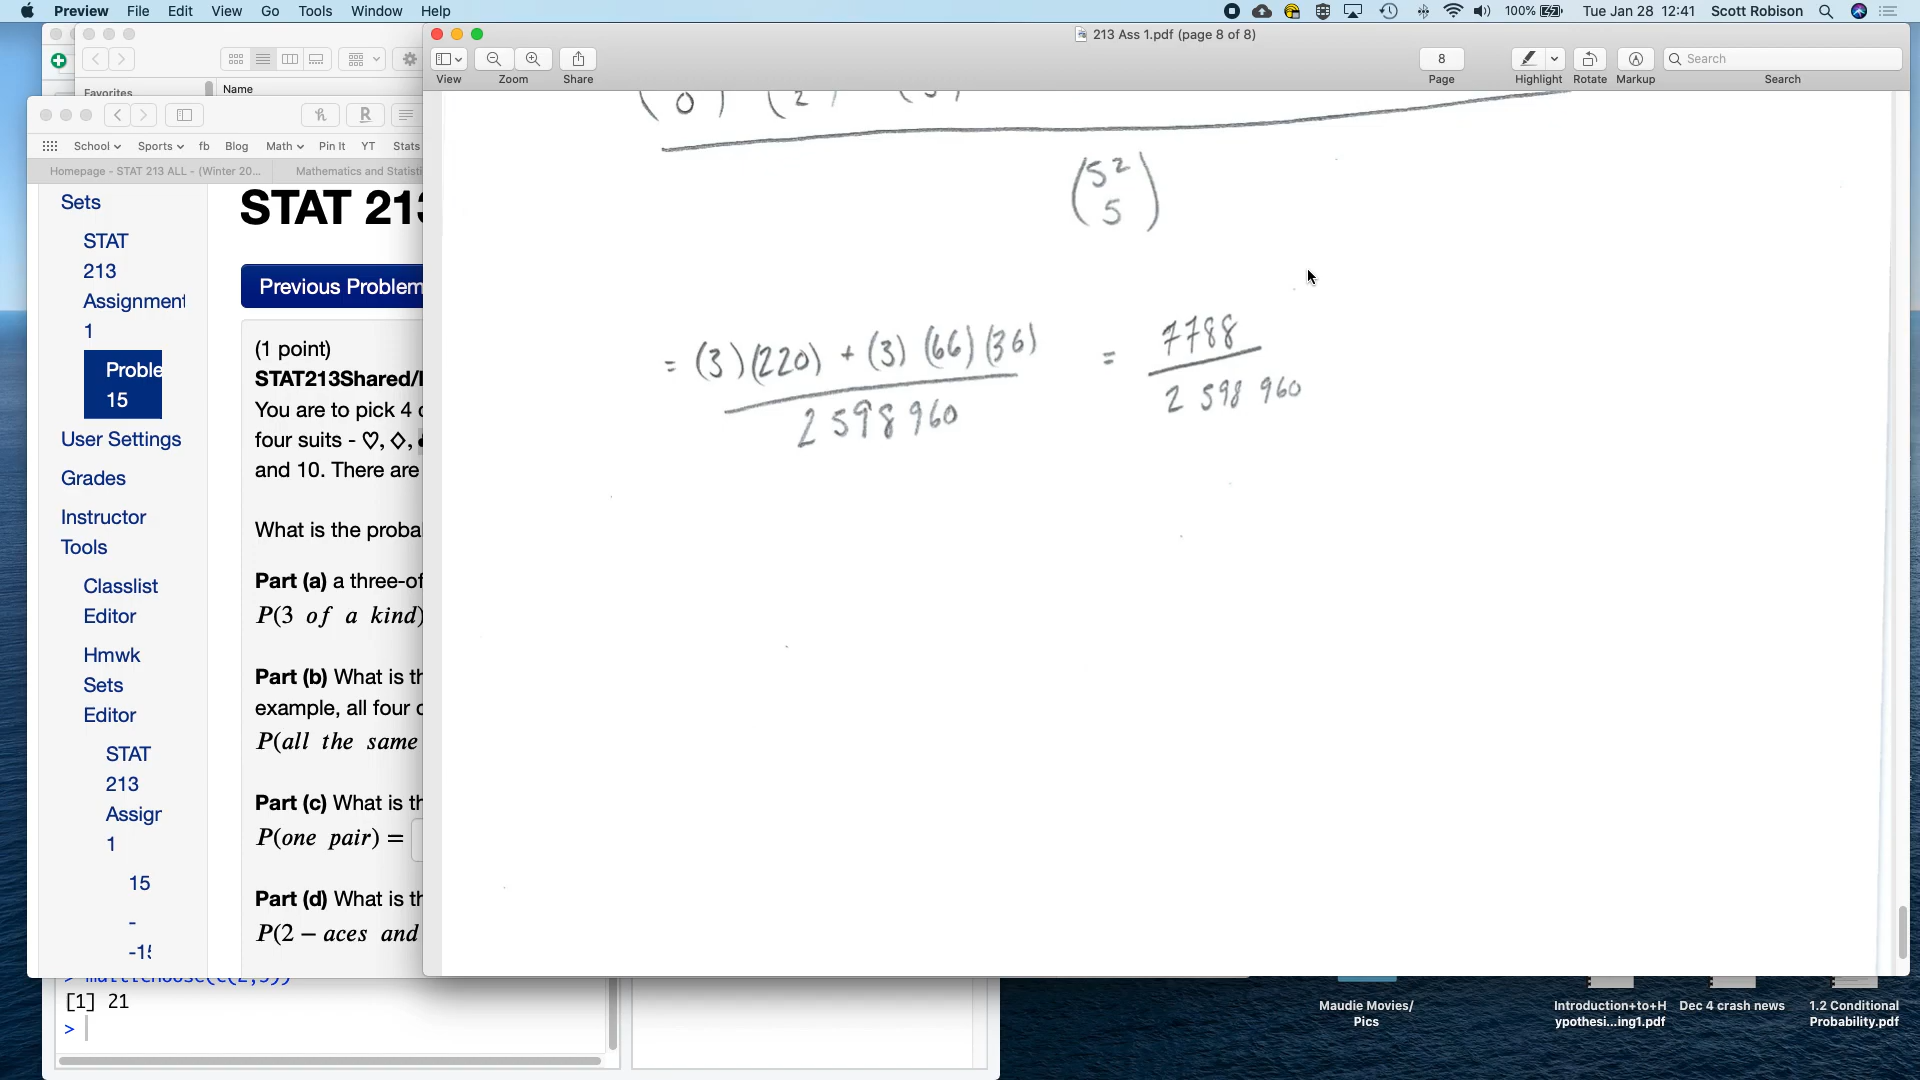 Preview File Edit View Go Tools Window Help 100% Tue Jan 28 12:41 Scott Robison
213 Ass 1.pdf (page 8 of 8)
View Zoom Share 8 Page Highlight Rotate Markup Search
Search
Favorites Name
School Sports fb Blog Math Pin It YT Stats
Homepage - STAT 213 ALL - (Winter 20... Mathematics and Statisti
Sets
STAT
213
Assignment
1
Proble
15
User Settings
Grades
Instructor
Tools
Classlist
Editor
Hmwk
Sets
Editor
STAT
213
Assigr
1
15
-
STAT 213
Previous Problem
(1 point)
STAT213Shared/
You are to pick 4
four suits - ♡, ◇,
and 10. There are
What is the proba
Part (a) a three-of
P(3 of a kind)
Part (b) What is th
example, all four
P(all the same
Part (c) What is th
P(one pair) =
Part (d) What is th
P(2 − aces and
(52
5)
= (3)(220) + (3) (66)(36) = 7788
2 598 960 2 598 960
[1] 21
>
Maudie Movies/
Pics
Introduction+to+H
ypothesi...ing1.pdf
Dec 4 crash news
1.2 Conditional
Probability.pdf